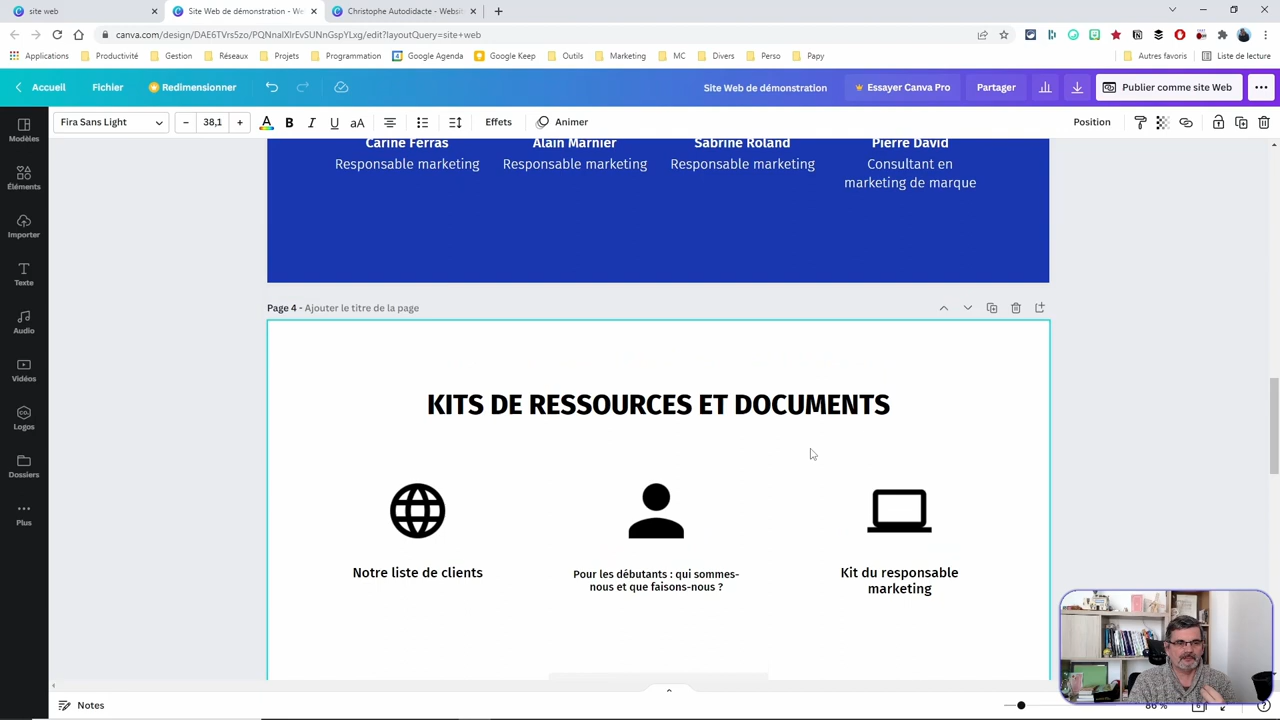 site web
Site Web de démonstration - We
Christophe Autodidacte - Websit
canva.com/design/DAE6TVrs5zo/PQNnalXlrEvSUNnGspYLxg/edit?layoutQuery=site+web
Applications
Productivité
Gestion
Réseaux
Projets
Programmation
Google Agenda
Google Keep
Outils
Marketing
MC
Divers
Perso
Papy
Autres favoris
Liste de lecture
Accueil
Fichier
Redimensionner
Site Web de démonstration
Essayer Canva Pro
Partager
Publier comme site Web
Fira Sans Light
38,1
Effets
Animer
Position
Modèles
Éléments
Importer
Texte
Audio
Vidéos
Logos
Dossiers
Plus
Carine Ferras
Responsable marketing
Alain Marnier
Responsable marketing
Sabrine Roland
Responsable marketing
Pierre David
Consultant en
marketing de marque
Page 4 - Ajouter le titre de la page
KITS DE RESSOURCES ET DOCUMENTS
Notre liste de clients
Pour les débutants : qui sommes-
nous et que faisons-nous ?
Kit du responsable
marketing
Notes
86 %